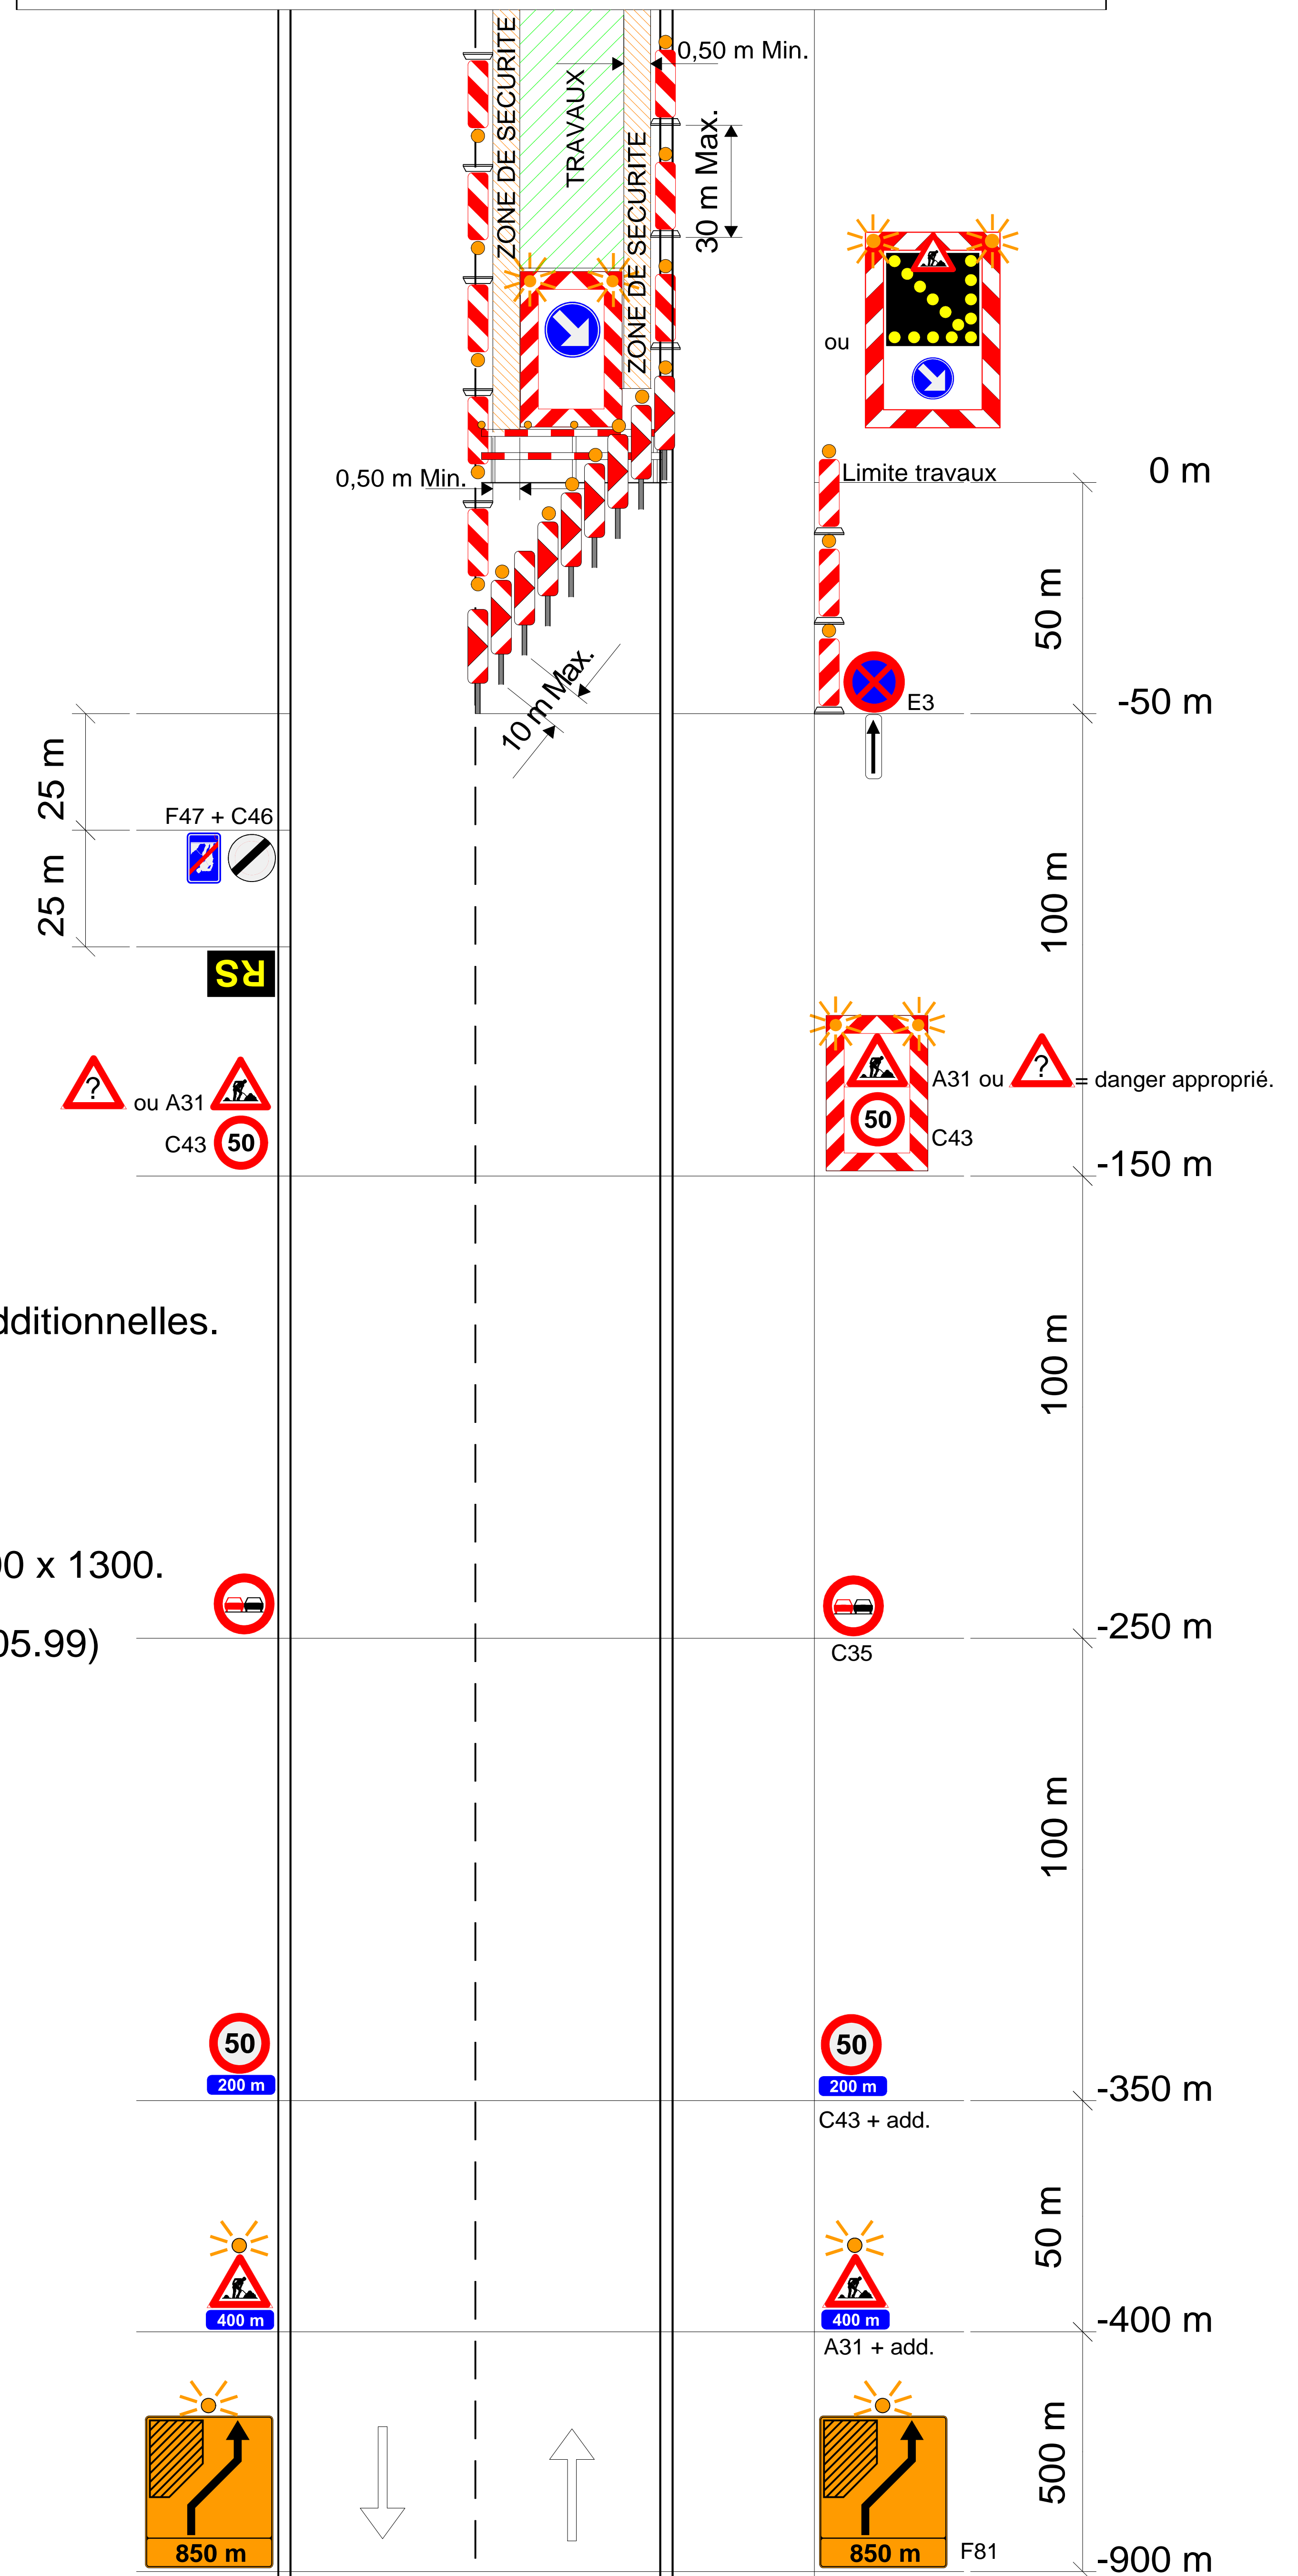 ZONE DE SECURITE
TRAVAUX
ZONE DE SECURITE
0,50 m Min.
30 m Max.
ou
0,50 m Min.
Limite travaux
0 m
50 m
10 m Max.
E3
-50 m
25 m
F47 + C46
25 m
100 m
RS
?
ou A31
C43
50
A31 ou
?
= danger approprié.
50
C43
-150 m
dditionnelles.
100 m
00 x 1300.
05.99)
C35
-250 m
100 m
50
200 m
50
200 m
-350 m
C43 + add.
50 m
400 m
400 m
-400 m
A31 + add.
500 m
850 m
850 m
F81
-900 m